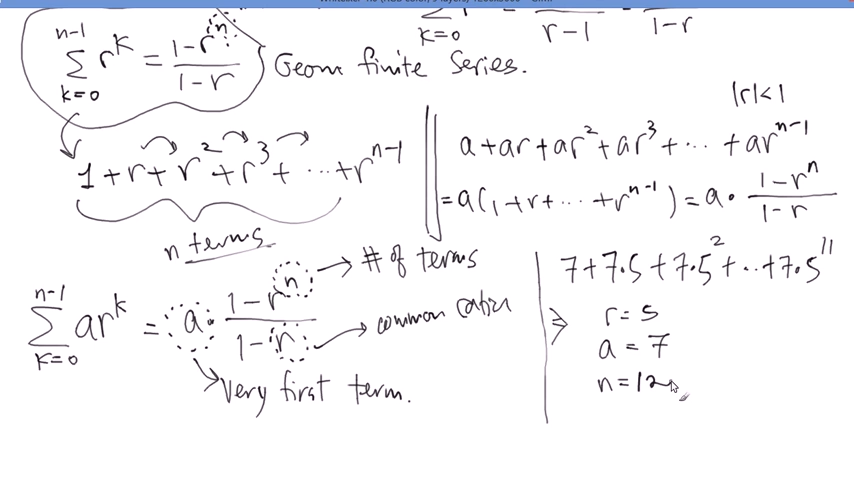 n-1
∑ r^k = (1-r^n)/(1-r) Geom finite Series.
k=0
k=0 r-1 1-r
|r|<1
1+r+r^2+r^3+...+r^{n-1}
n terms
a+ar+ar^2+ar^3+...+ar^{n-1}
=a(1+r+...+r^{n-1})=a·(1-r^n)/(1-r)
n-1
∑ ar^k = a·(1-r^n)/(1-r)
k=0
# of terms
common ratio
Very first term.
7+7·5+7·5^2+..+7·5^11
⇒ r=5
a=7
n=12